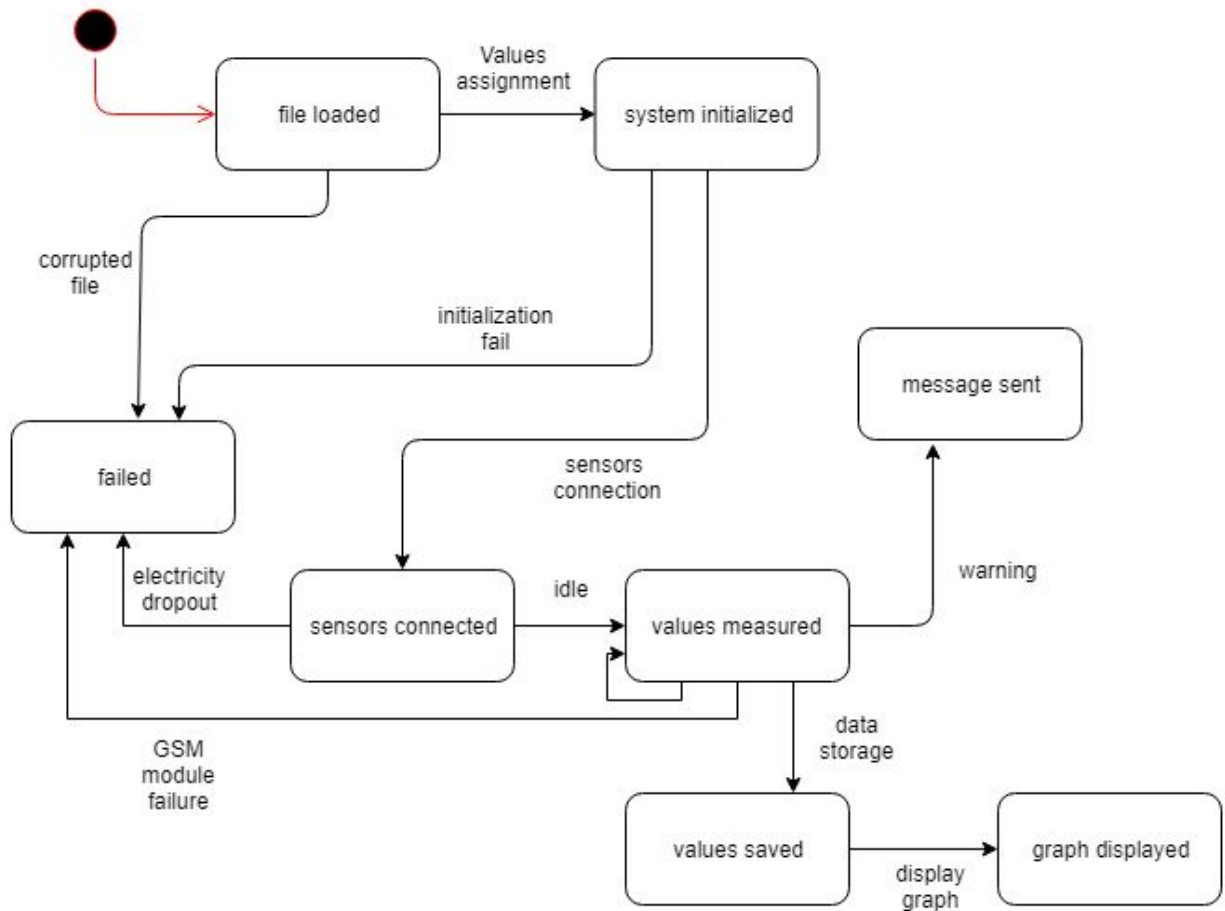 Values
assignment
file loaded
system initialized
corrupted
file
initialization
fail
message sent
failed
sensors
connection
electricity
dropout
idle
warning
sensors connected
values measured
GSM
module
failure
data
storage
values saved
graph displayed
display
graph